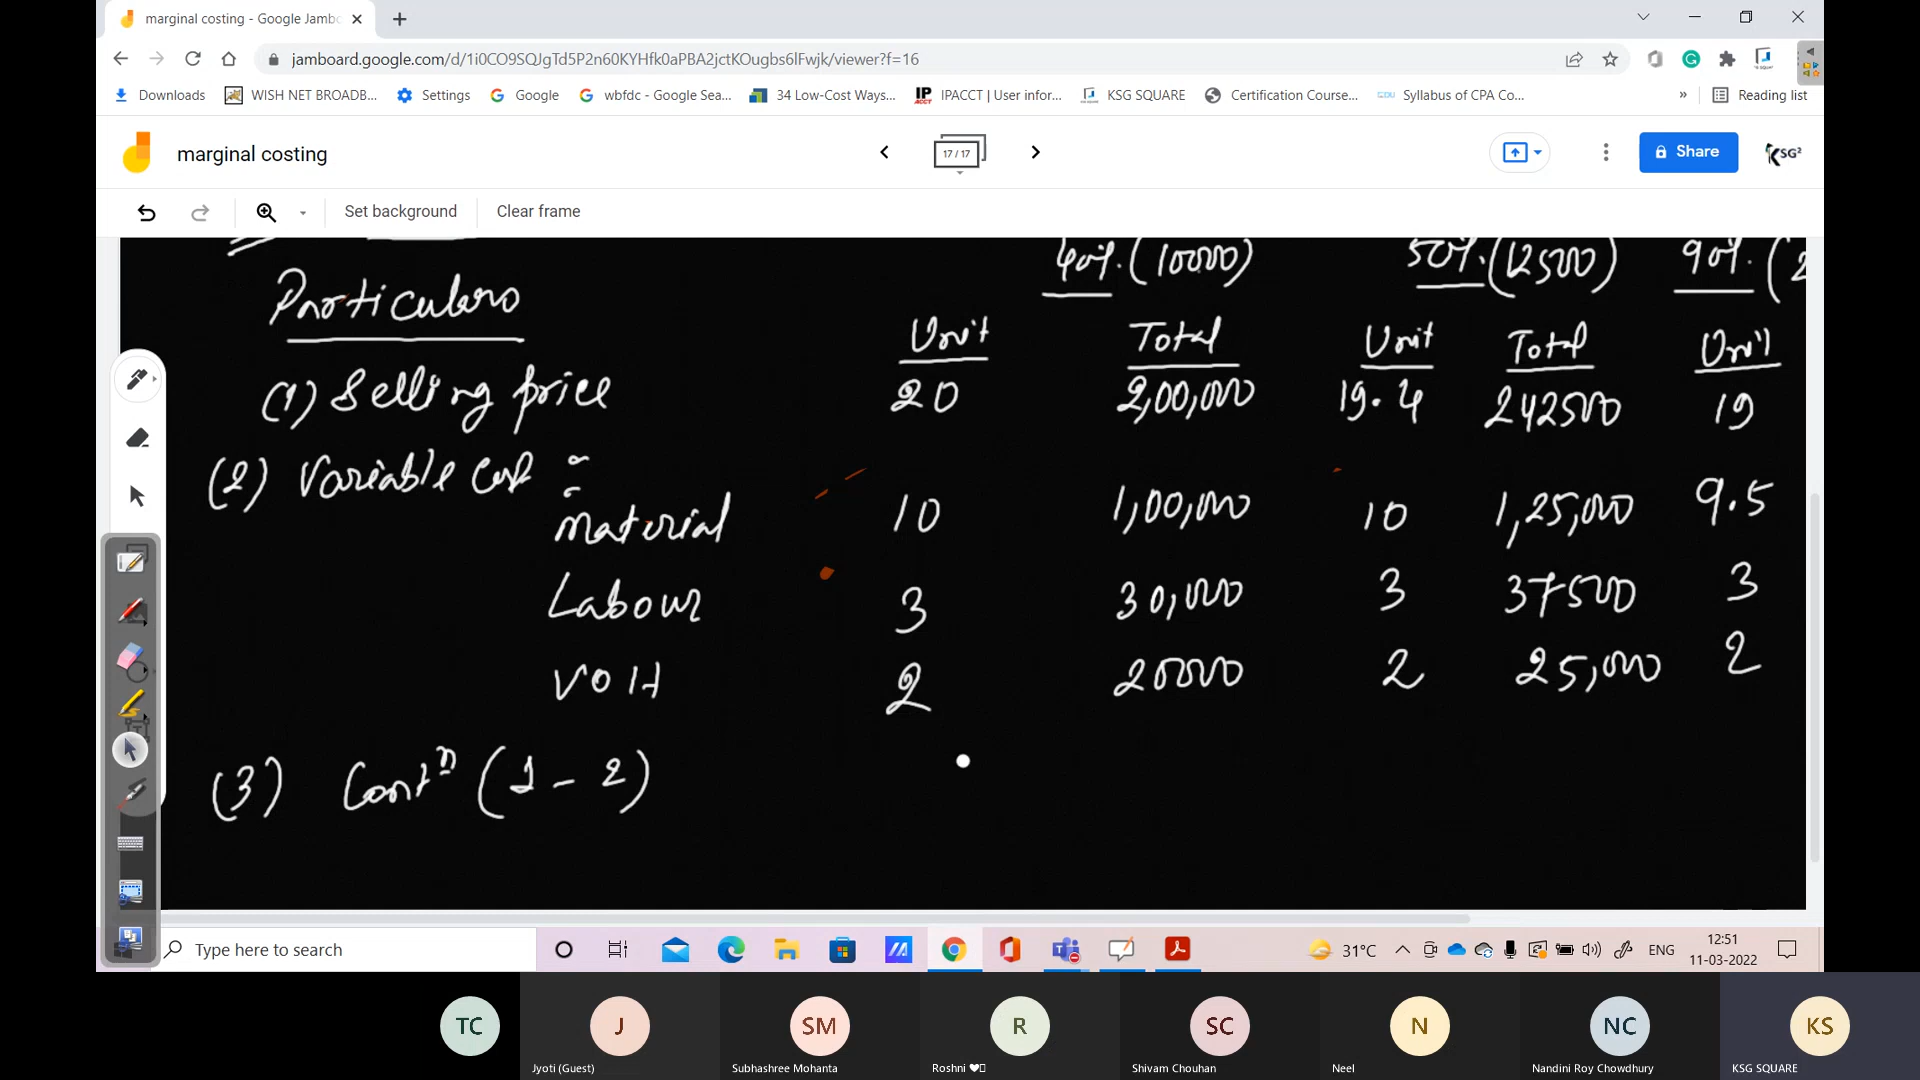 marginal costing - Google Jambo
jamboard.google.com/d/1i0CO9SQJgTd5P2n60KYHfk0aPBA2jctKOugbs6lFwjk/viewer?f=16
Downloads WISH NET BROADB... Settings Google wbfdc - Google Sea... 34 Low-Cost Ways... IPACCT | User infor... KSG SQUARE Certification Course... Syllabus of CPA Co... » Reading list
marginal costing 17 / 17 Share KSG²
Set background Clear frame
40%. (10000) 50%. (12500) 90%. (2
Particulars
Unit Total Unit Total Unit
(1) Selling price 20 2,00,000 19.4 242500 19
(2) Variable Cost :-
Material 10 1,00,000 10 1,25,000 9.5
Labour 3 30,000 3 37500 3
VOH 2 20000 2 25,000 2
(3) Contⁿ (1 - 2)
Type here to search 31°C ENG 12:51
11-03-2022
TC J SM R SC N NC KS
Jyoti (Guest) Subhashree Mohanta Roshni ♥ Shivam Chouhan Neel Nandini Roy Chowdhury KSG SQUARE